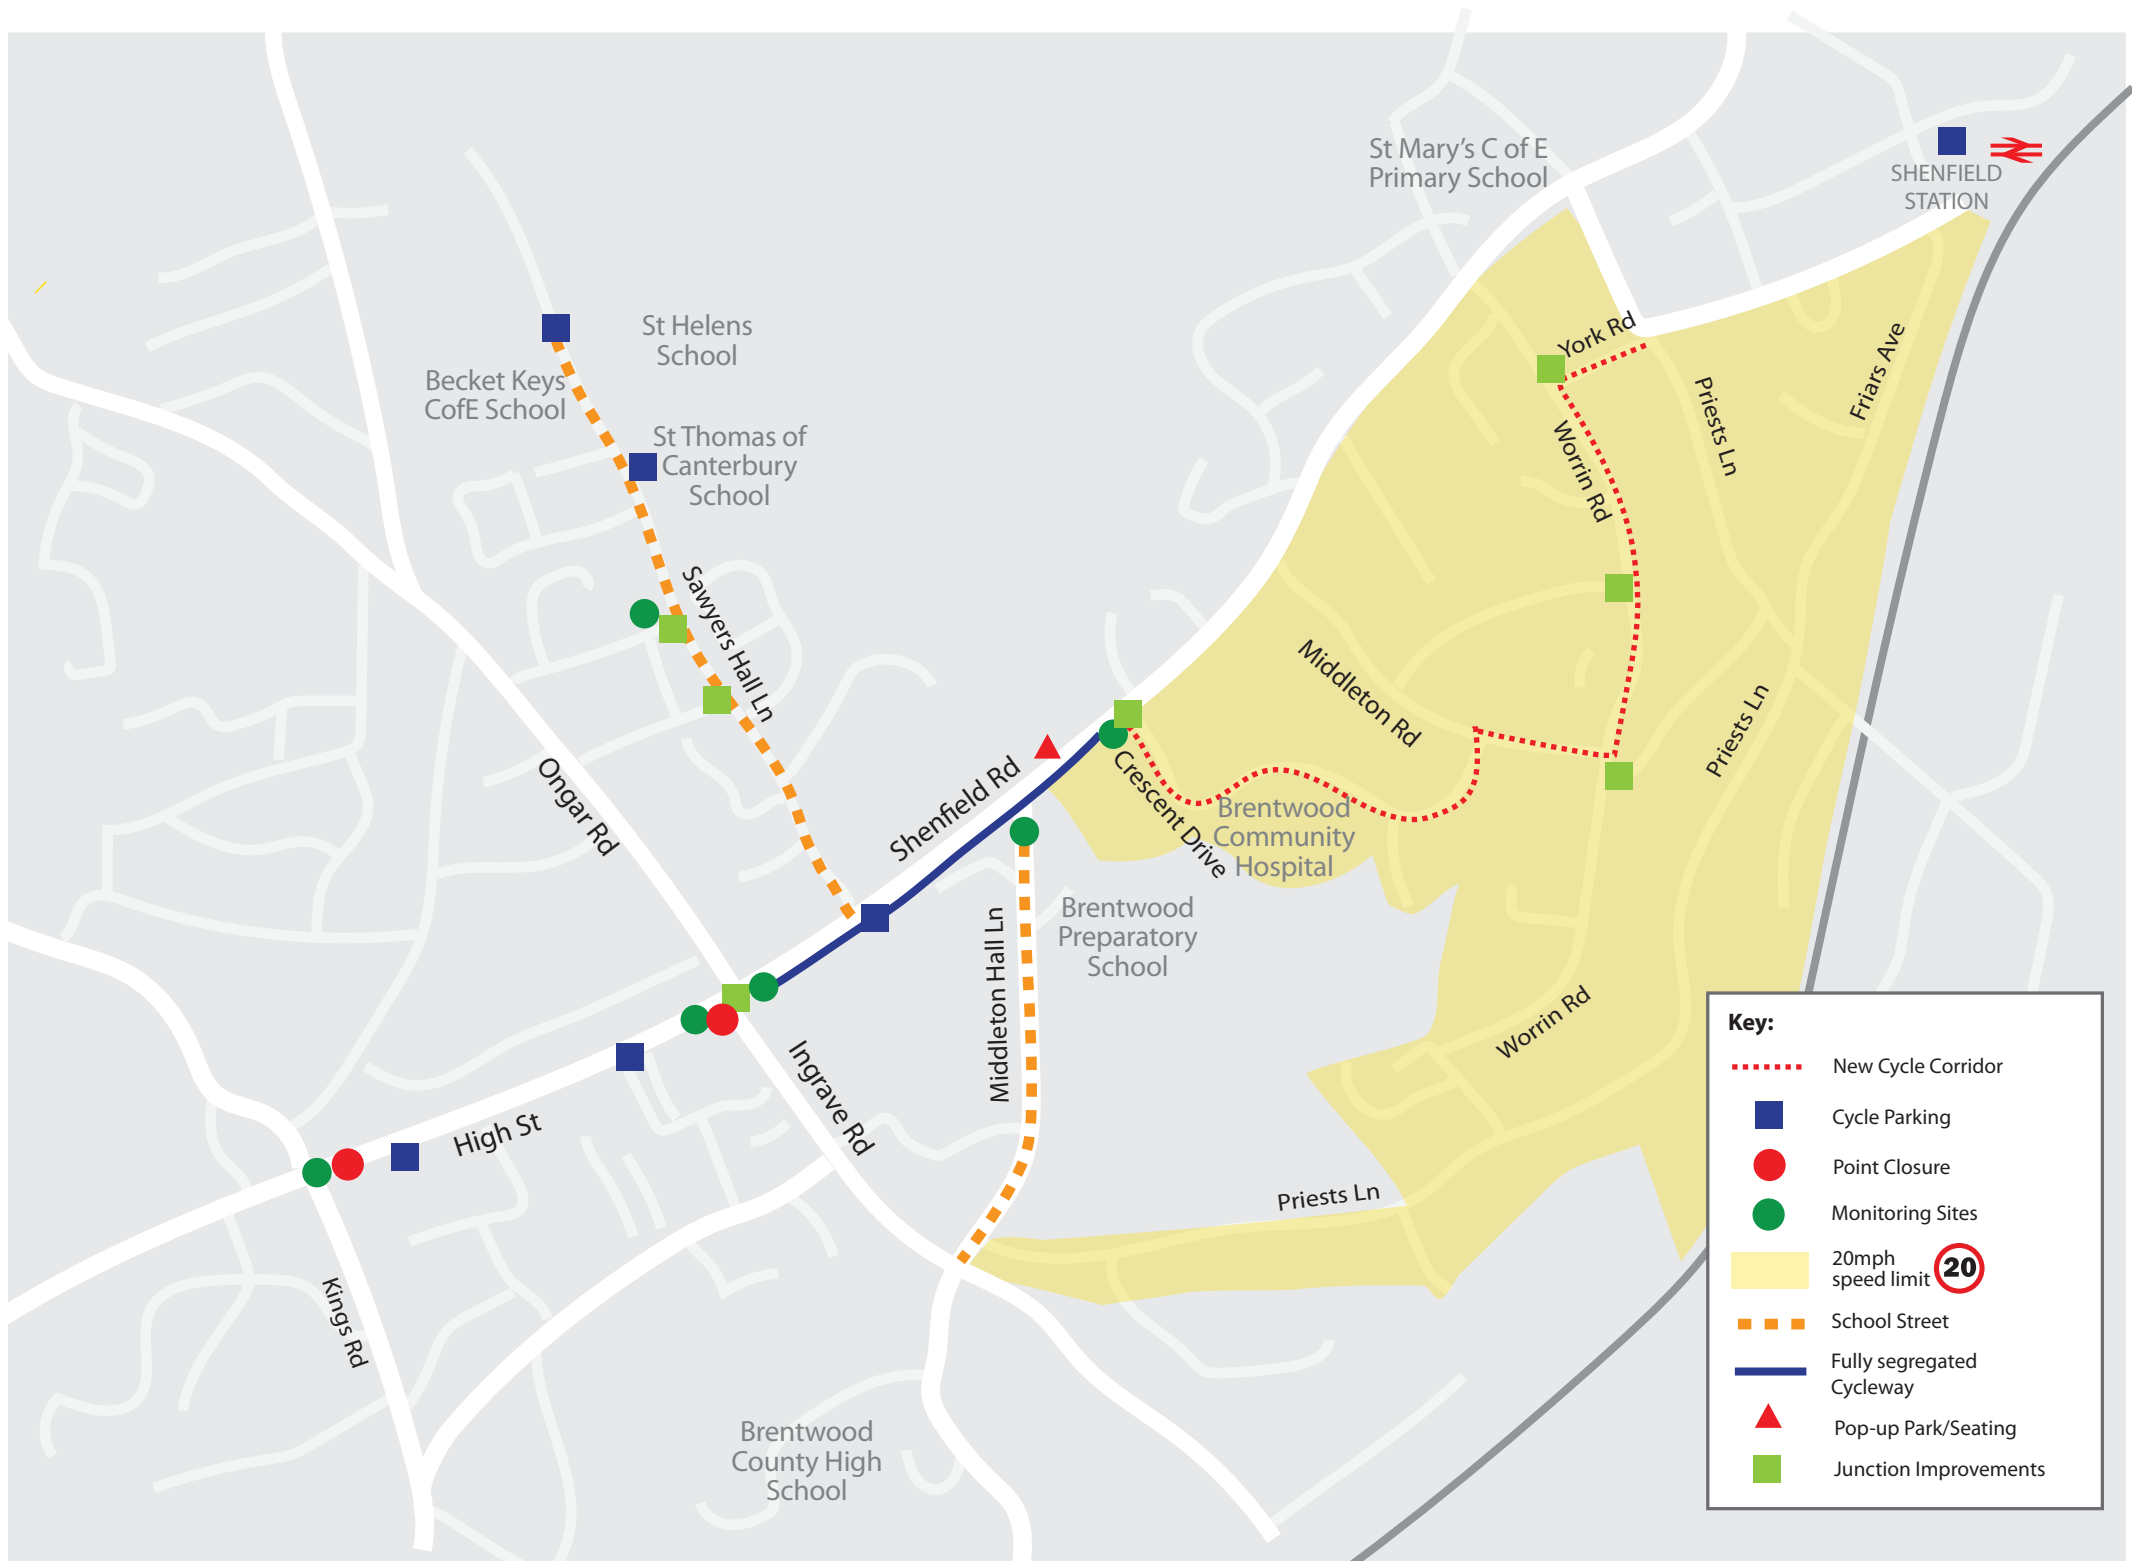 St Mary's C of E
Primary School
SHENFIELD
STATION
St Helens
School
Becket Keys
CofE School
St Thomas of
Canterbury
School
York Rd
Priests Ln
Friars Ave
Worrin Rd
Sawyers Hall Ln
Middleton Rd
Priests Ln
Ongar Rd
Shenfield Rd
Crescent Drive
Brentwood
Community
Hospital
Brentwood
Preparatory
School
Middleton Hall Ln
Worrin Rd
Ingrave Rd
High St
Priests Ln
Kings Rd
Brentwood
County High
School
Key:
New Cycle Corridor
Cycle Parking
Point Closure
Monitoring Sites
20mph
speed limit
20
School Street
Fully segregated
Cycleway
Pop-up Park/Seating
Junction Improvements